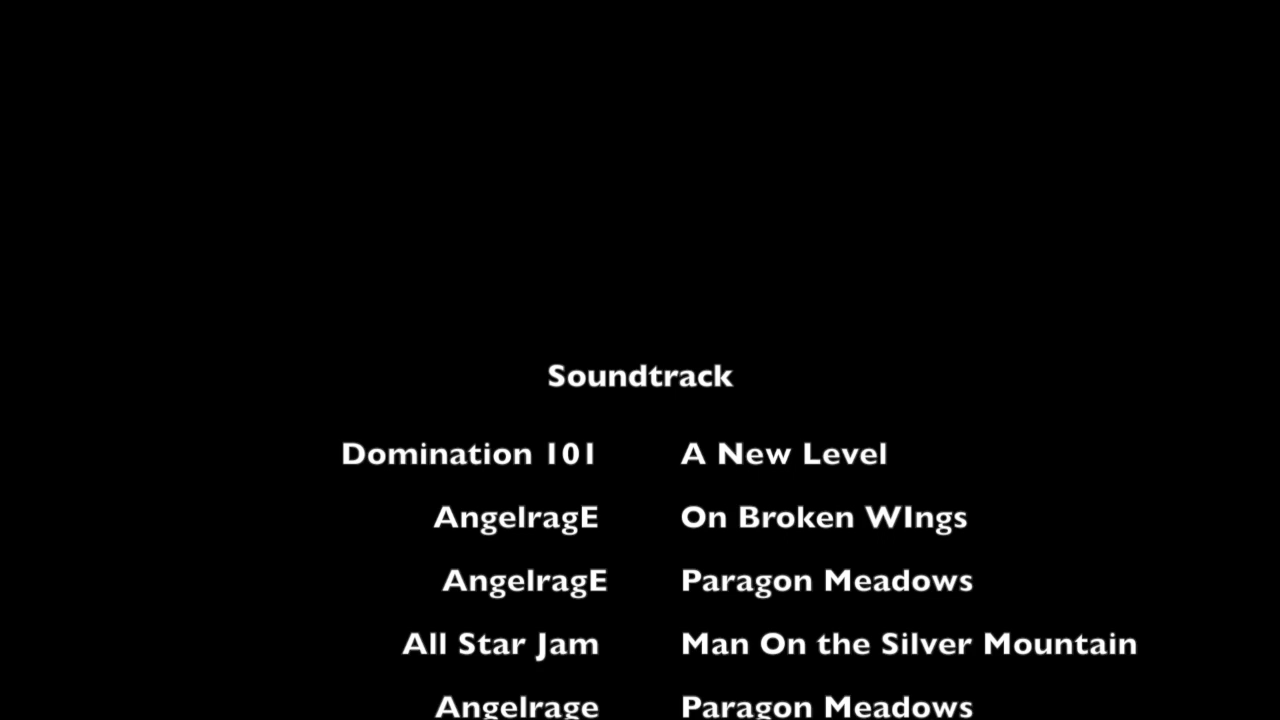 Soundtrack
Domination 101 A New Level
AngelragE On Broken WIngs
AngelragE Paragon Meadows
All Star Jam Man On the Silver Mountain
Angelrage Paragon Meadows